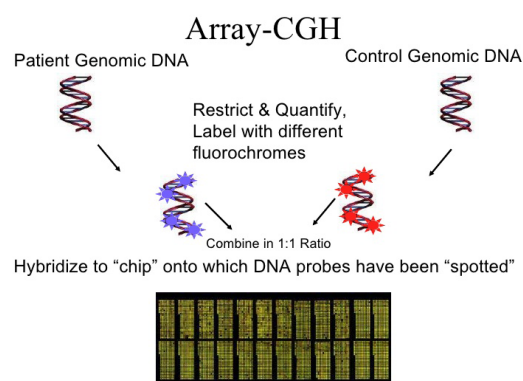 Array-CGH
Patient Genomic DNA
Control Genomic DNA
Restrict & Quantify,
Label with different
fluorochromes
Combine in 1:1 Ratio
Hybridize to “chip” onto which DNA probes have been “spotted”